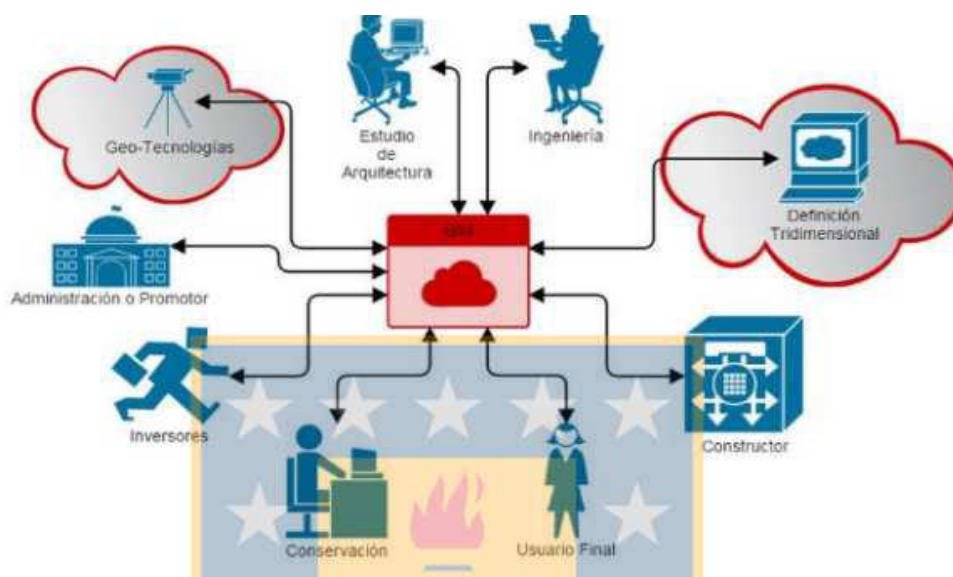 Geo-Tecnologías
Estudio
de
Arquitectura
Ingeniería
Definición
Tridimensional
Administración o Promotor
Inversores
Constructor
Conservación
Usuario Final